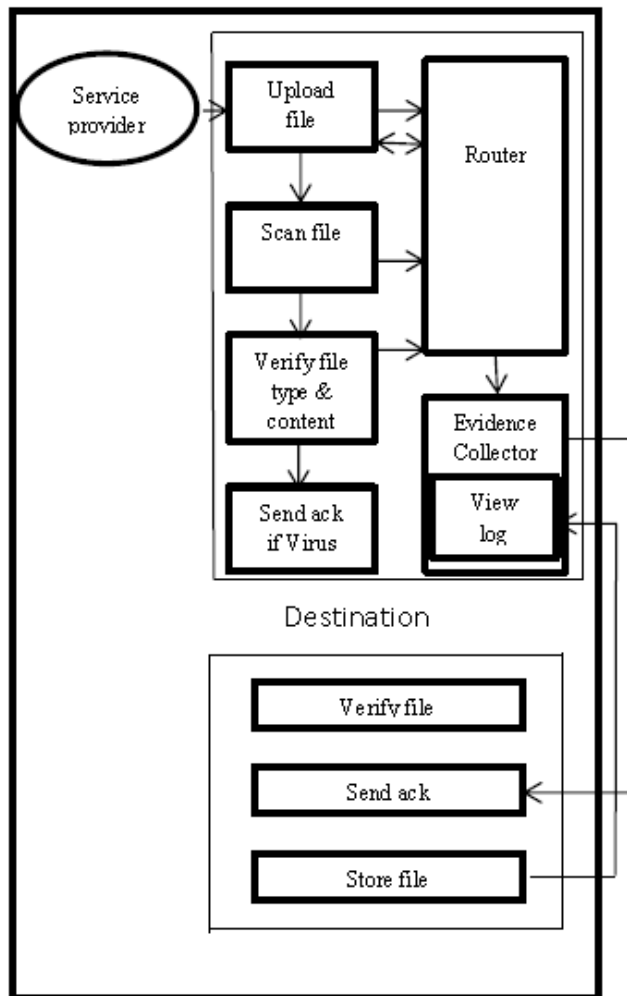 Service
provider
Upload
file
Router
Scan file
Verify file
type &
content
Evidence
Collector
View
log
Send ack
if Virus
Destination
Verify file
Send ack
Store file